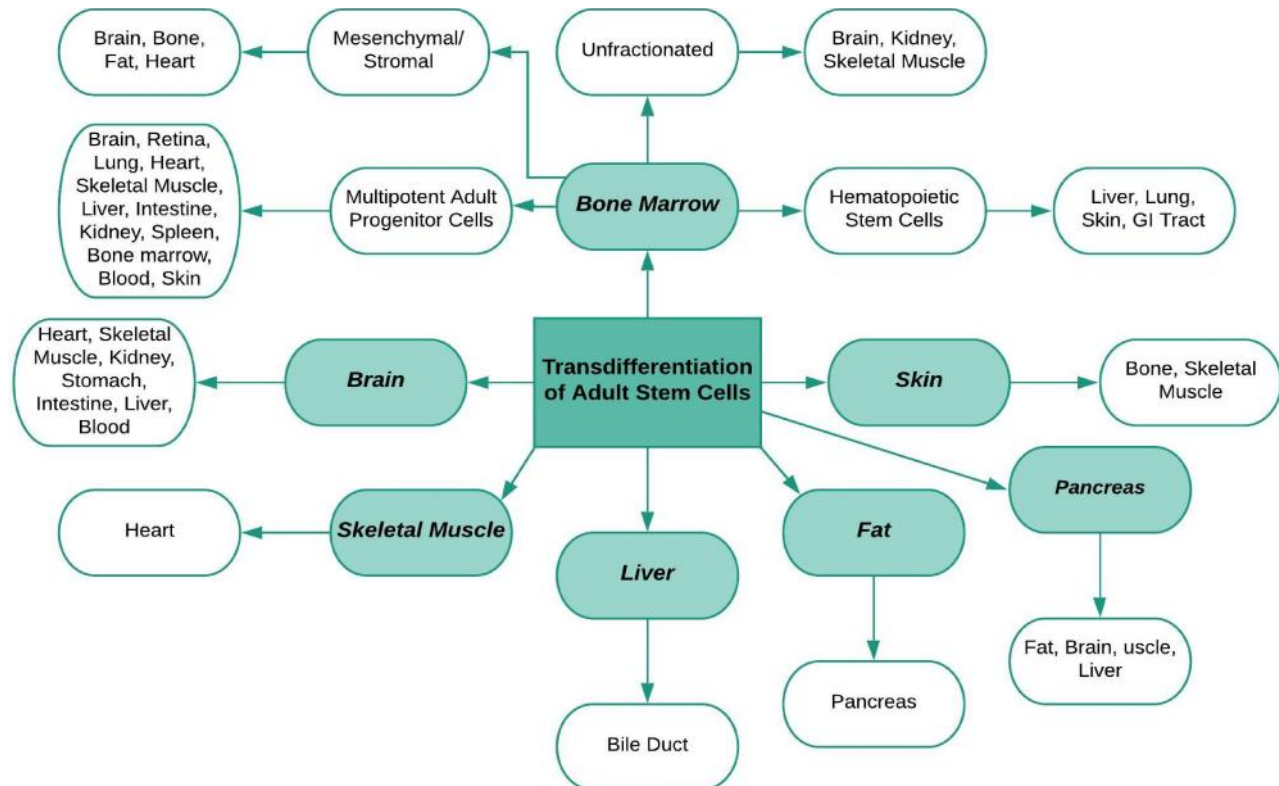 Brain, Bone,
Fat, Heart
Mesenchymal/
Stromal
Unfractionated
Brain, Kidney,
Skeletal Muscle
Brain, Retina,
Lung, Heart,
Skeletal Muscle,
Liver, Intestine,
Kidney, Spleen,
Bone marrow,
Blood, Skin
Multipotent Adult
Progenitor Cells
Bone Marrow
Hematopoietic
Stem Cells
Liver, Lung,
Skin, GI Tract
Heart, Skeletal
Muscle, Kidney,
Stomach,
Intestine, Liver,
Blood
Brain
Transdifferentiation
of Adult Stem Cells
Skin
Bone, Skeletal
Muscle
Heart
Skeletal Muscle
Liver
Fat
Pancreas
Bile Duct
Pancreas
Fat, Brain, uscle,
Liver